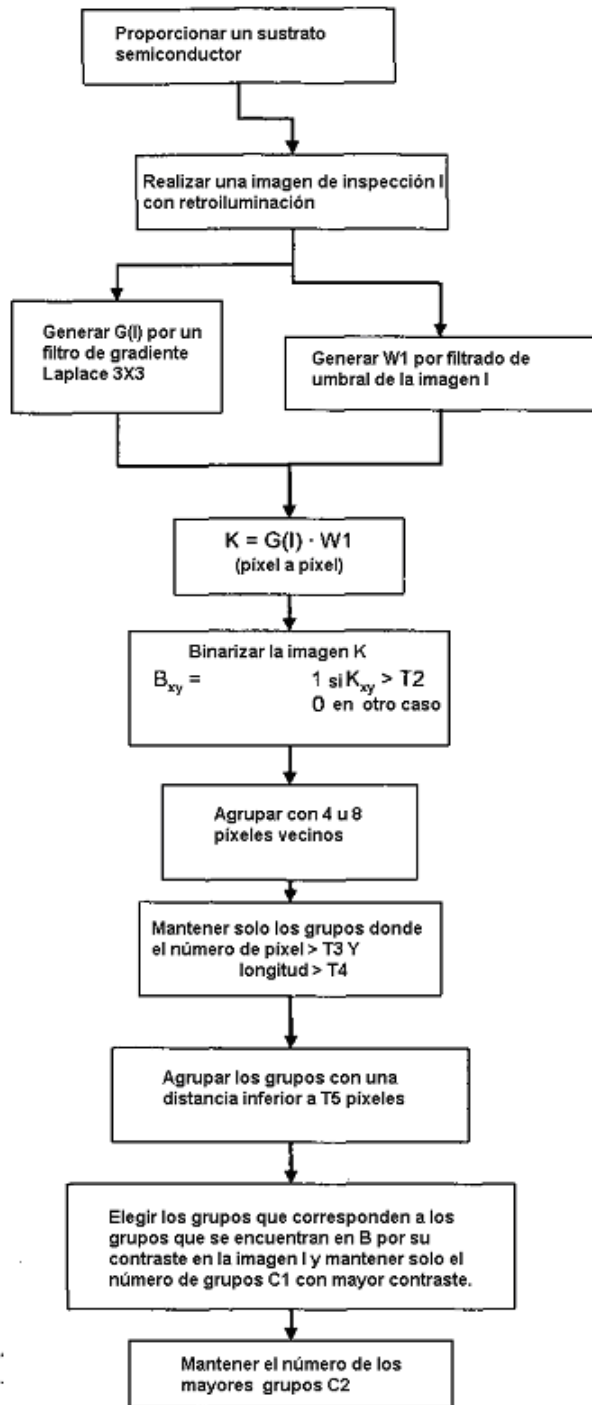 Proporcionar un sustrato
semiconductor
Realizar una imagen de inspección I
con retroiluminación
Generar G(I) por un
filtro de gradiente
Laplace 3X3
Generar W1 por filtrado de
umbral de la imagen I
K = G(I) · W1
(píxel a píxel)
Binarizar la imagen K
Bxy = 1 si Kxy > T2
0 en otro caso
Agrupar con 4 u 8
píxeles vecinos
Mantener solo los grupos donde
el número de píxel > T3 Y
longitud > T4
Agrupar los grupos con una
distancia inferior a T5 píxeles
Elegir los grupos que corresponden a los
grupos que se encuentran en B por su
contraste en la imagen I y mantener solo el
número de grupos C1 con mayor contraste.
Mantener el número de los
mayores grupos C2